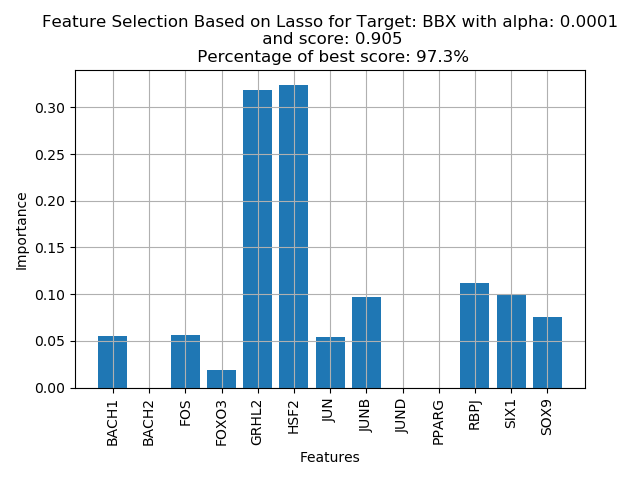 Feature Selection Based on Lasso for Target: BBX with alpha: 0.0001
and score: 0.905
Percentage of best score: 97.3%
Importance
0.30
0.25
0.20
0.15
0.10
0.05
0.00
BACH1
BACH2
FOS
FOXO3
GRHL2
HSF2
JUN
JUNB
JUND
PPARG
RBPJ
SIX1
SOX9
Features